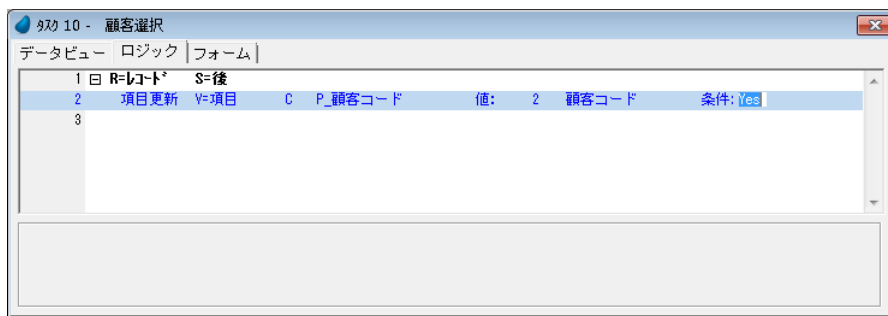 ﾀｽｸ 10 - 顧客選択
データビュー ロジック フォーム
1 R=ﾚｺｰﾄﾞ S=後
2 項目更新 V=項目 C P_顧客コード 値: 2 顧客コード 条件: Yes
3